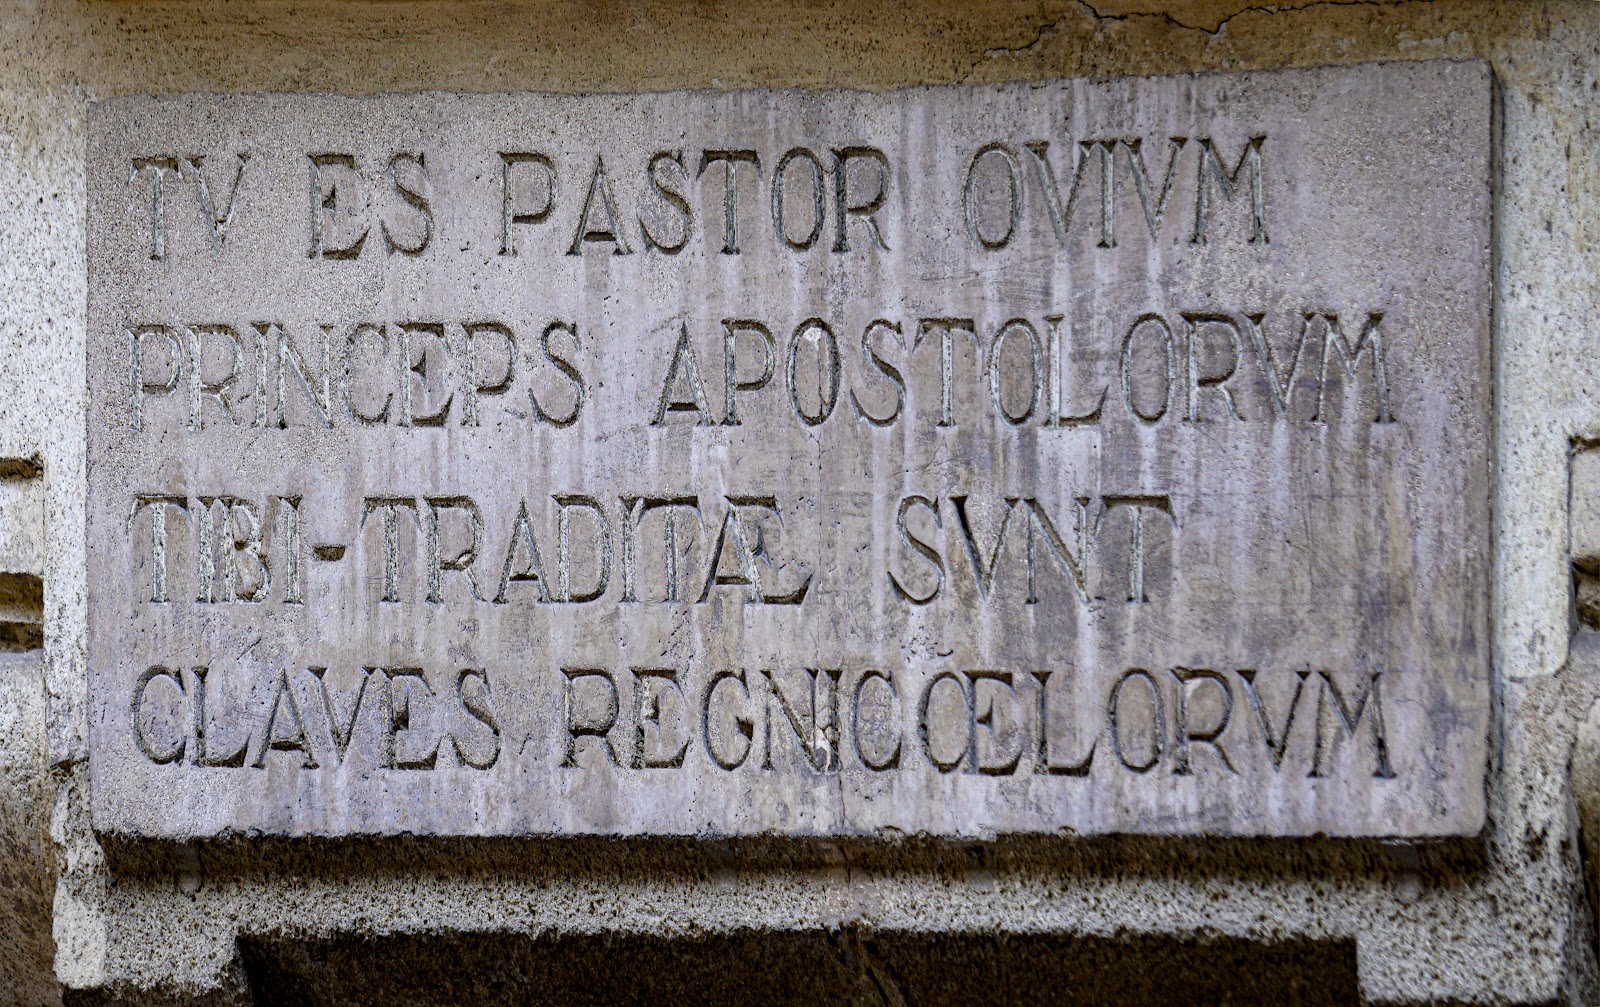 TV ES PASTOR OVIVM
PRINCEPS APOSTOLORVM
TIBI-TRADITÆ SVNT
CLAVES REGNI CŒLORVM